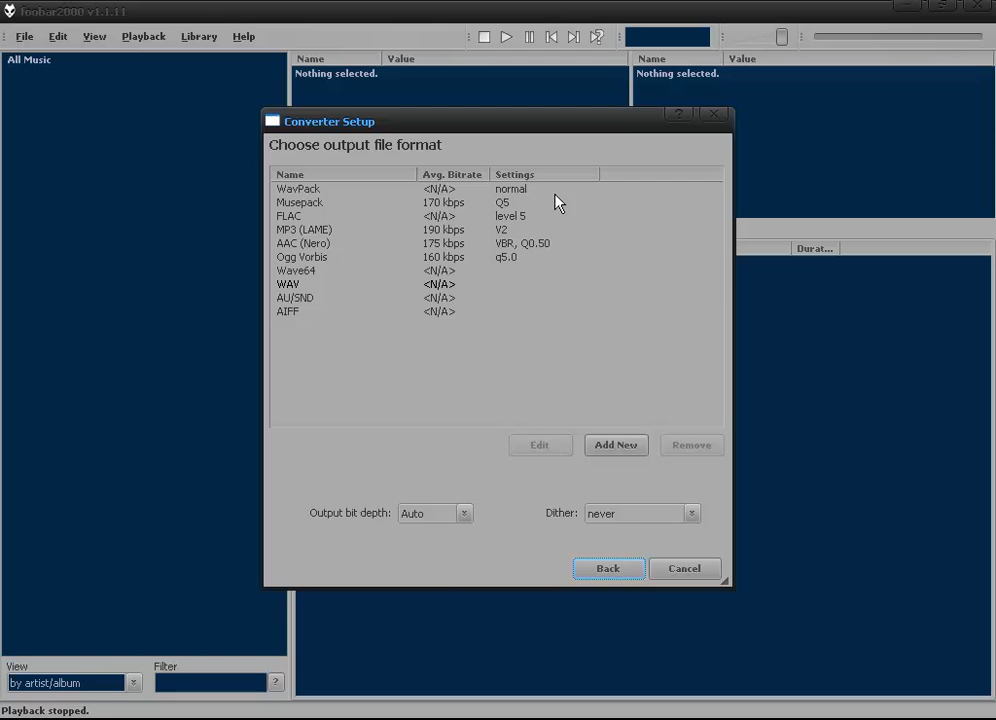 foobar2000 v1.1.11
File Edit View Playback Library Help
All Music
Name Value
Nothing selected.
Name Value
Nothing selected.
Durat...
Converter Setup
Choose output file format
Name Avg. Bitrate Settings
WavPack <N/A> normal
Musepack 170 kbps Q5
FLAC <N/A> level 5
MP3 (LAME) 190 kbps V2
AAC (Nero) 175 kbps VBR, Q0.50
Ogg Vorbis 160 kbps q5.0
Wave64 <N/A>
WAV <N/A>
AU/SND <N/A>
AIFF <N/A>
Edit Add New Remove
Output bit depth: Auto Dither: never
Back Cancel
View Filter
by artist/album ?
Playback stopped.